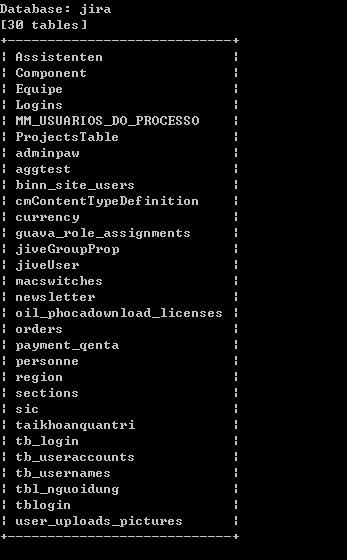 Database: jira
[30 tables]
+----------------------------+
¦ Assistenten ¦
¦ Component ¦
¦ Equipe ¦
¦ Logins ¦
¦ MM_USUARIOS_DO_PROCESSO ¦
¦ ProjectsTable ¦
¦ adminpaw ¦
¦ aggtest ¦
¦ binn_site_users ¦
¦ cmContentTypeDefinition ¦
¦ currency ¦
¦ guava_role_assignments ¦
¦ jiveGroupProp ¦
¦ jiveUser ¦
¦ macswitches ¦
¦ newsletter ¦
¦ oil_phocadownload_licenses ¦
¦ orders ¦
¦ payment_qenta ¦
¦ personne ¦
¦ region ¦
¦ sections ¦
¦ sic ¦
¦ taikhoanquantri ¦
¦ tb_login ¦
¦ tb_useraccounts ¦
¦ tb_usernames ¦
¦ tbl_nguoidung ¦
¦ tblogin ¦
¦ user_uploads_pictures ¦
+----------------------------+